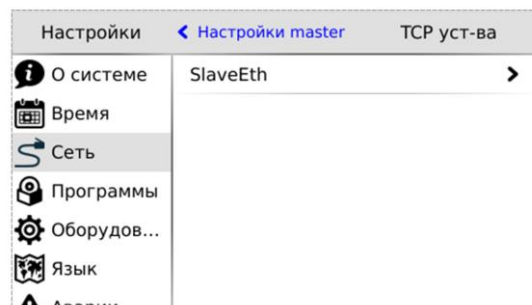 Настройки
Настройки master
TCP уст-ва
О системе
SlaveEth
Время
Сеть
Программы
Оборудов...
Язык